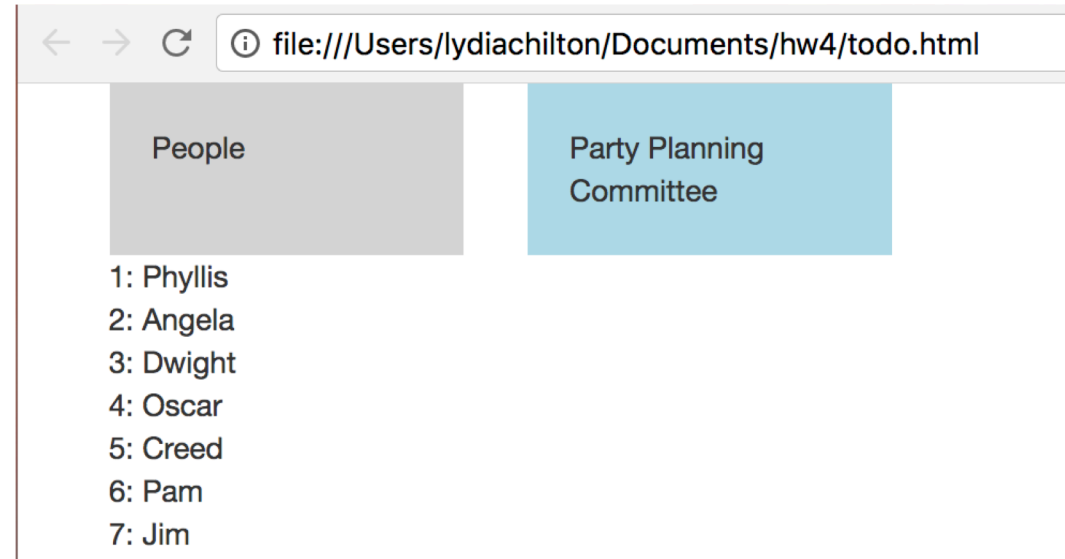 file:///Users/lydiachilton/Documents/hw4/todo.html
People
Party Planning
Committee
1: Phyllis
2: Angela
3: Dwight
4: Oscar
5: Creed
6: Pam
7: Jim